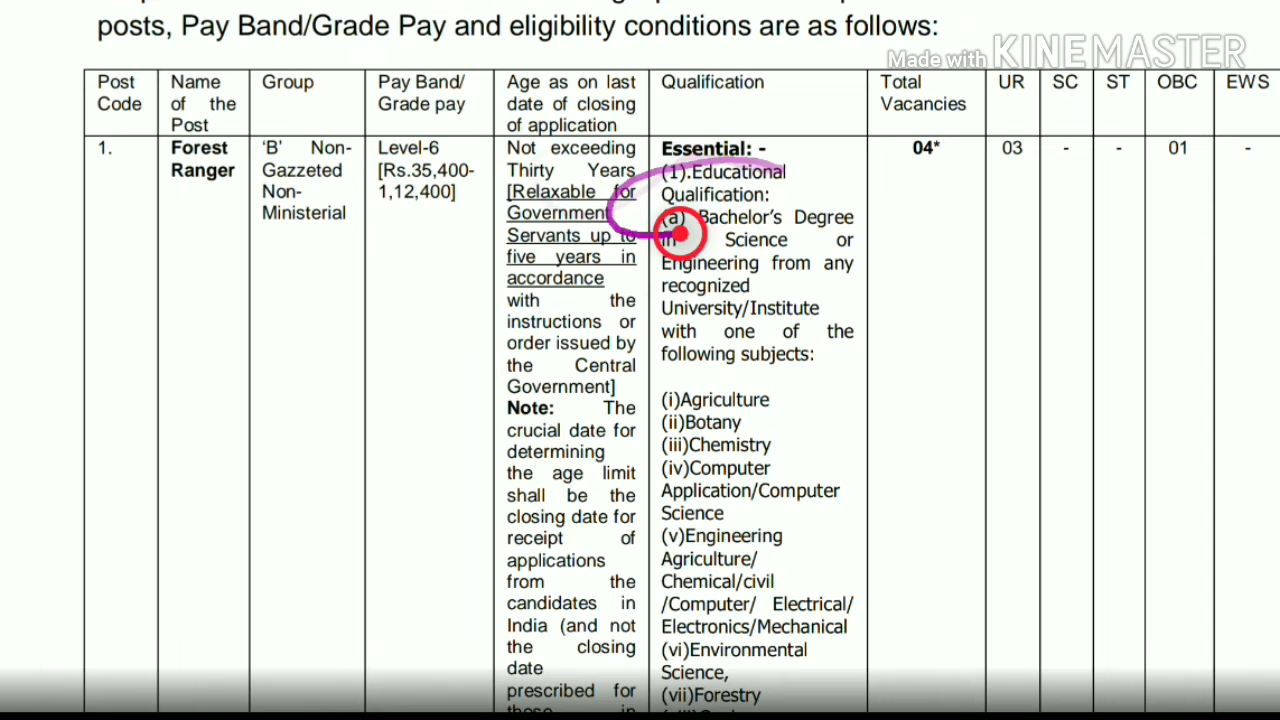 posts, Pay Band/Grade Pay and eligibility conditions are as follows:
Made with KINEMASTER
Post Code
Name of the Post
Group
Pay Band/ Grade pay
Age as on last date of closing of application
Qualification
Total Vacancies
UR
SC
ST
OBC
EWS
1.
Forest Ranger
‘B’ Non-
Gazzeted
Non-
Ministerial
Level-6
[Rs.35,400-
1,12,400]
Not exceeding
Thirty Years
[Relaxable for
Government
Servants up to
five years in
accordance
with the
instructions or
order issued by
the Central
Government]
Note: The
crucial date for
determining
the age limit
shall be the
closing date for
receipt of
applications
from the
candidates in
India (and not
the closing
date
prescribed for
Essential: -
(1).Educational
Qualification:
(a) Bachelor’s Degree
in Science or
Engineering from any
recognized
University/Institute
with one of the
following subjects:
(i)Agriculture
(ii)Botany
(iii)Chemistry
(iv)Computer
Application/Computer
Science
(v)Engineering
Agriculture/
Chemical/civil
/Computer/ Electrical/
Electronics/Mechanical
(vi)Environmental
Science,
(vii)Forestry
04*
03
-
-
01
-